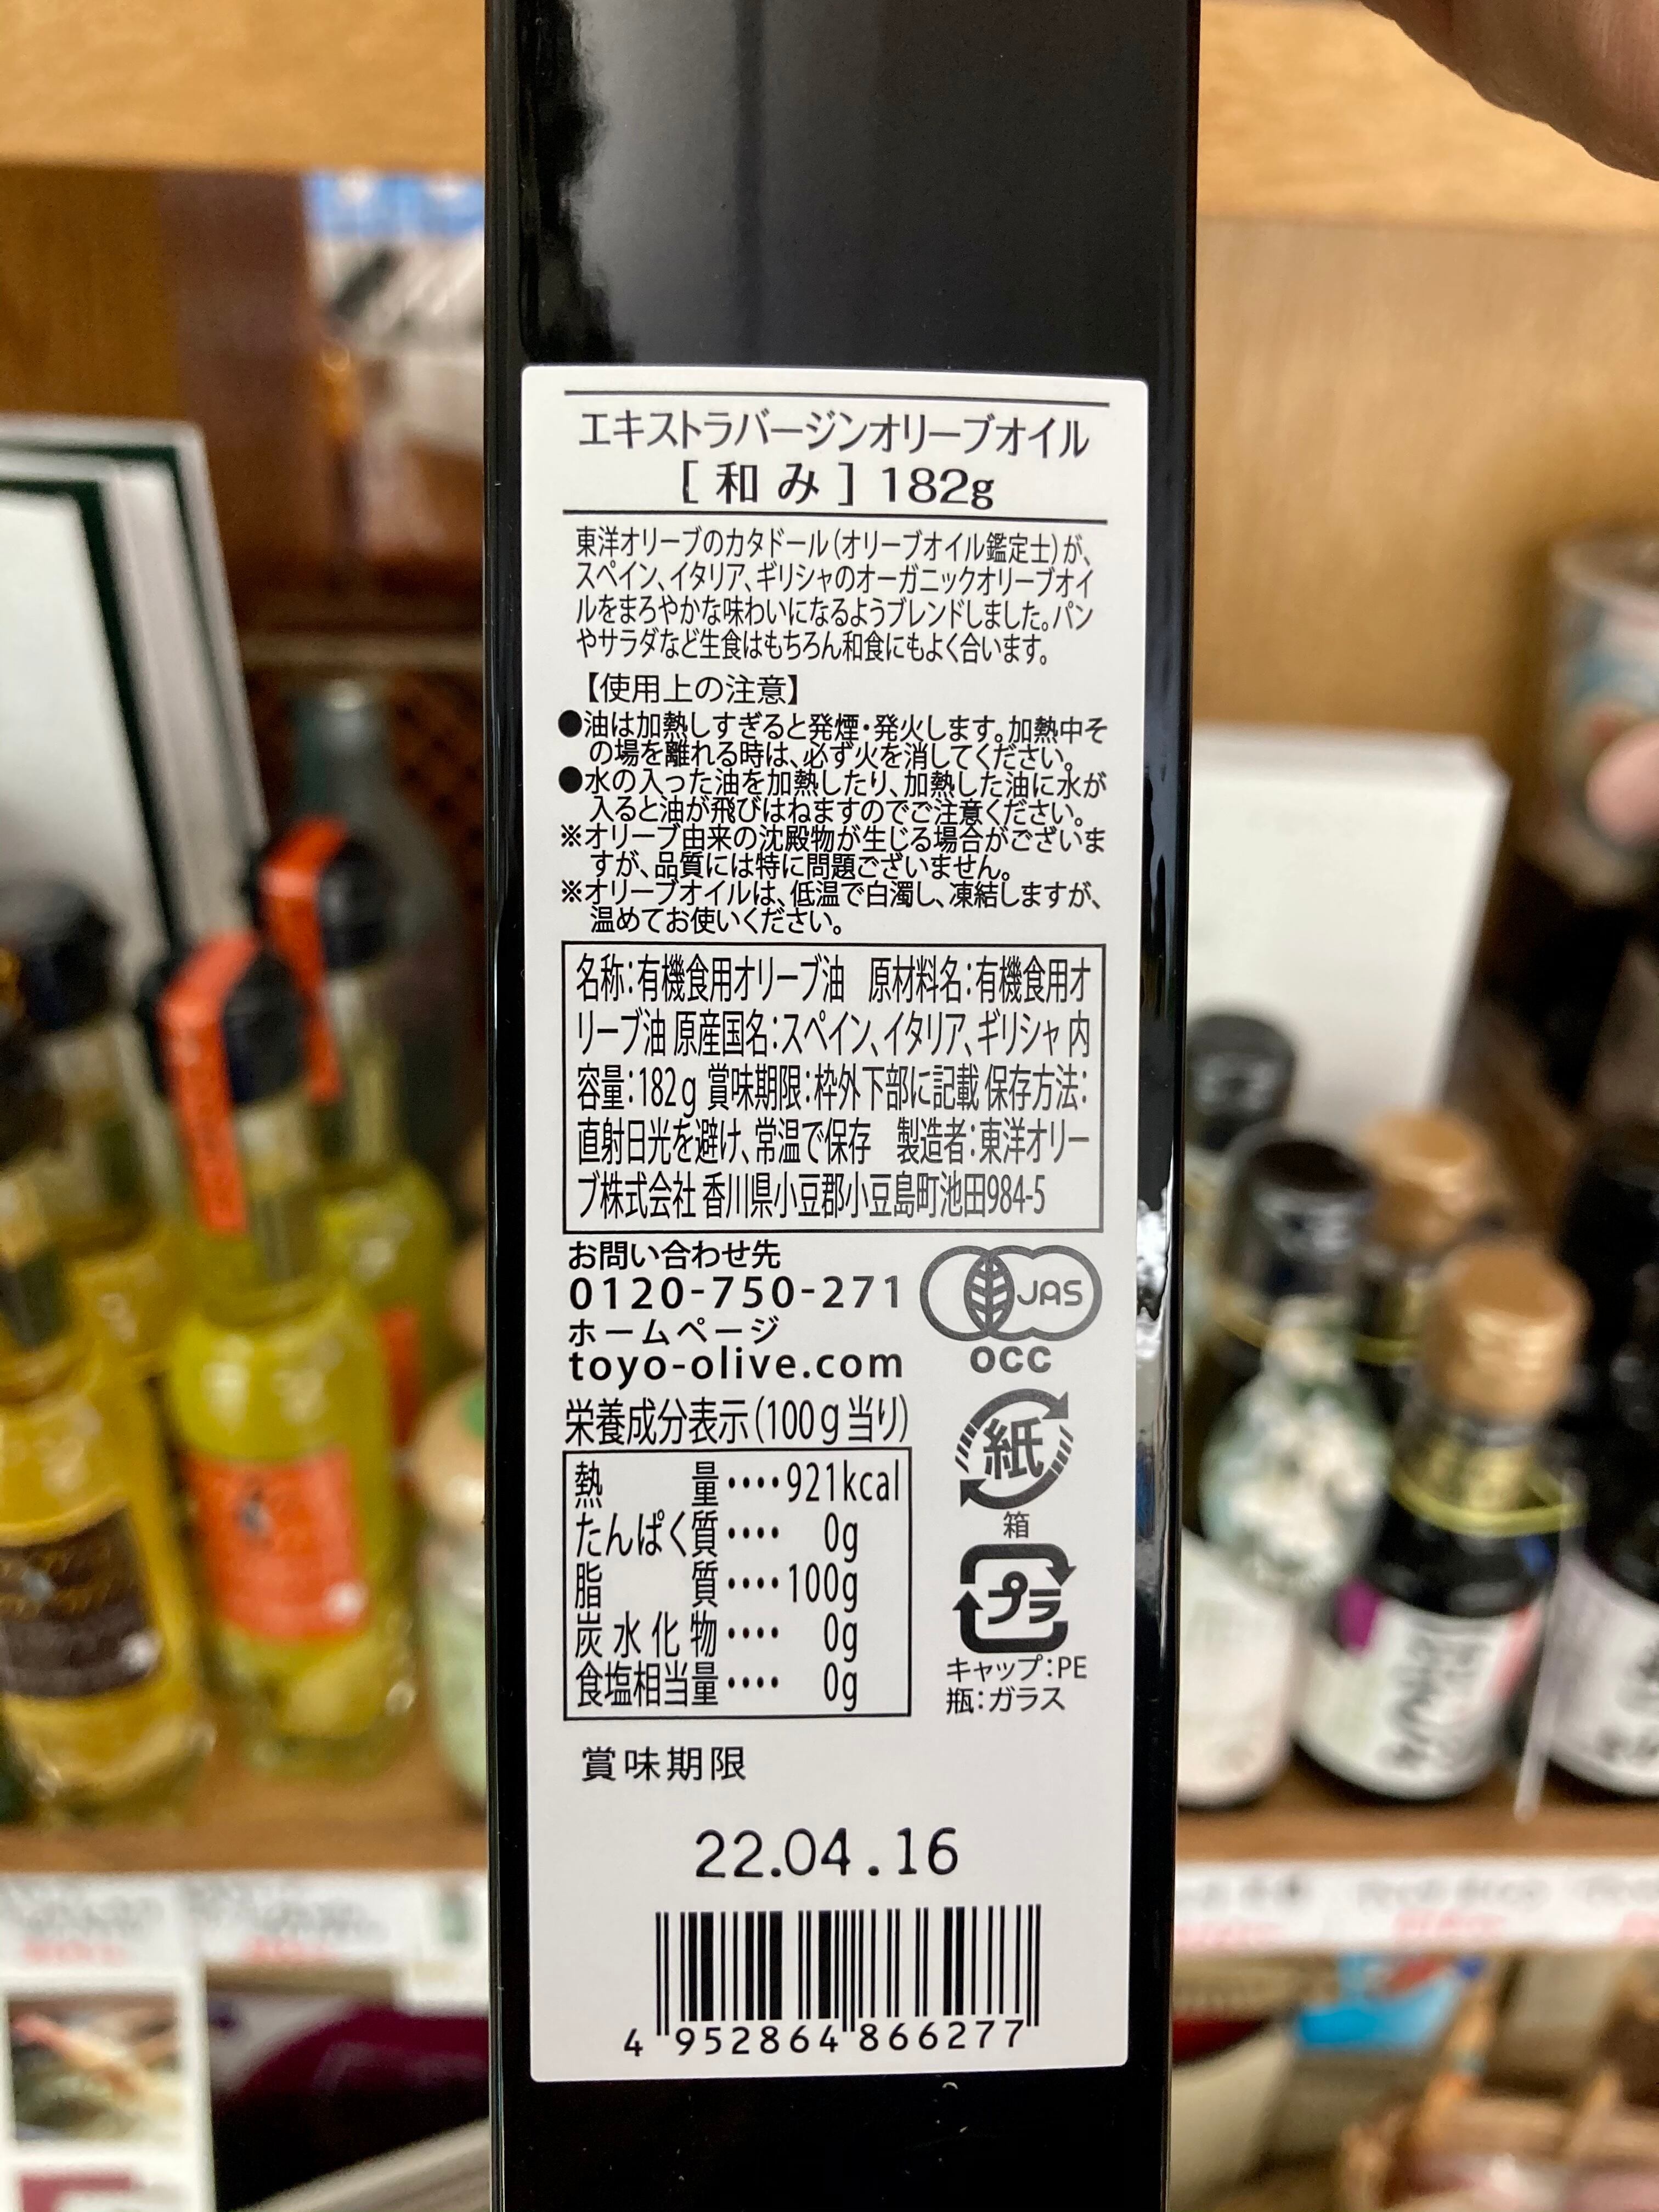 エキストラバージンオリーブオイル
[和み] 182g
東洋オリーブのカタドール(オリーブオイル鑑定士)が、
スペイン、イタリア、ギリシャのオーガニックオリーブオイ
ルをまろやかな味わいになるようブレンドしました。パン
やサラダなど生食はもちろん和食にもよく合います。
【使用上の注意】
●油は加熱しすぎると発煙・発火します。加熱中そ
の場を離れる時は、必ず火を消してください。
●水の入った油を加熱したり、加熱した油に水が
入ると油が飛びはねますのでご注意ください。
※オリーブ由来の沈殿物が生じる場合がございま
すが、品質には特に問題ございません。
※オリーブオイルは、低温で白濁し、凍結しますが、
温めてお使いください。
名称:有機食用オリーブ油 原材料名:有機食用オ
リーブ油 原産国名:スペイン、イタリア、ギリシャ 内
容量:182g 賞味期限:枠外下部に記載 保存方法:
直射日光を避け、常温で保存 製造者:東洋オリー
ブ株式会社 香川県小豆郡小豆島町池田984-5
お問い合わせ先
0120-750-271
ホームページ
toyo-olive.com
JAS
OCC
栄養成分表示(100g当り)
熱量‥‥921kcal
たんぱく質‥‥0g
脂質‥‥100g
炭水化物‥‥0g
食塩相当量‥‥0g
紙
箱
プラ
キャップ:PE
瓶:ガラス
賞味期限
22.04.16
4 952864 866277